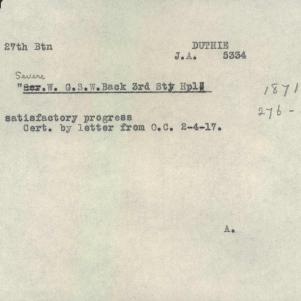 27th Btn DUTHIE
J.A. 5334
Severe
"Ser.W. G.S.W.Back 3rd Sty Hpl"
1871
276-
satisfactory progress
Cert. by letter from O.C. 2-4-17.
A.